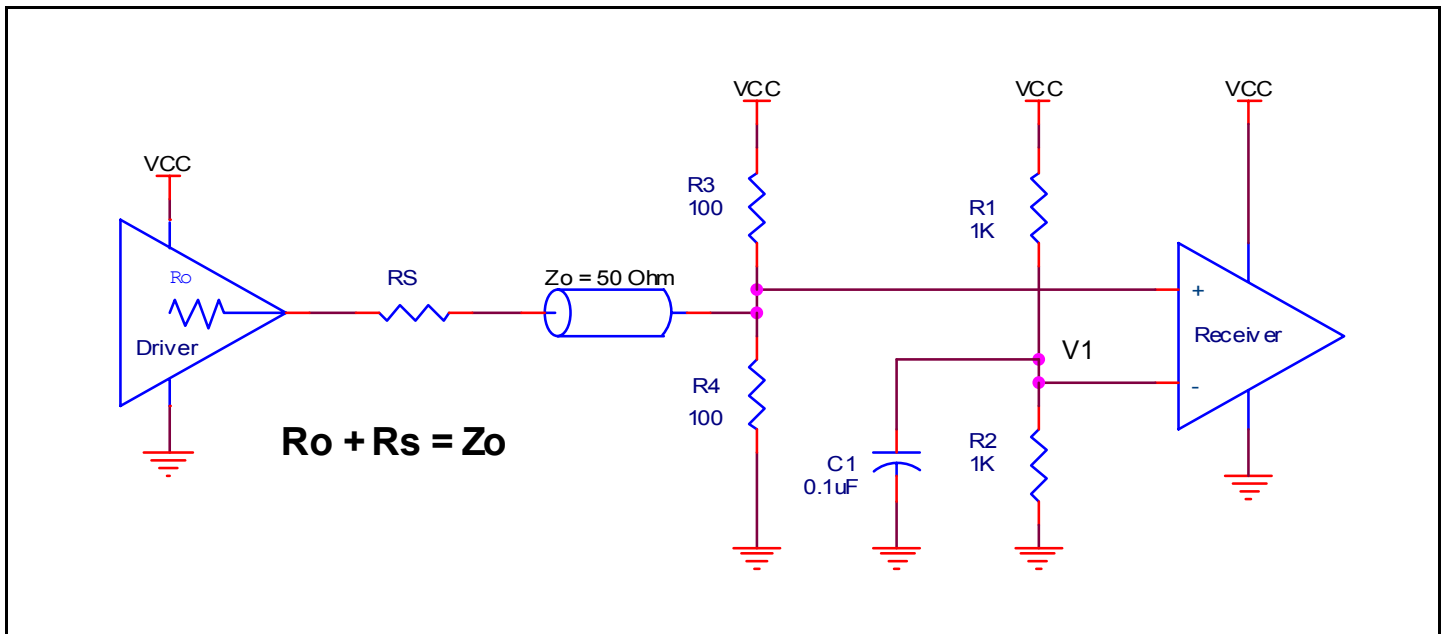 VCC
VCC
VCC
VCC
R3
100
R1
1K
Ro
RS
Zo = 50 Ohm
+
Driver
V1
Receiver
-
R4
100
Ro + Rs = Zo
R2
1K
C1
0.1uF